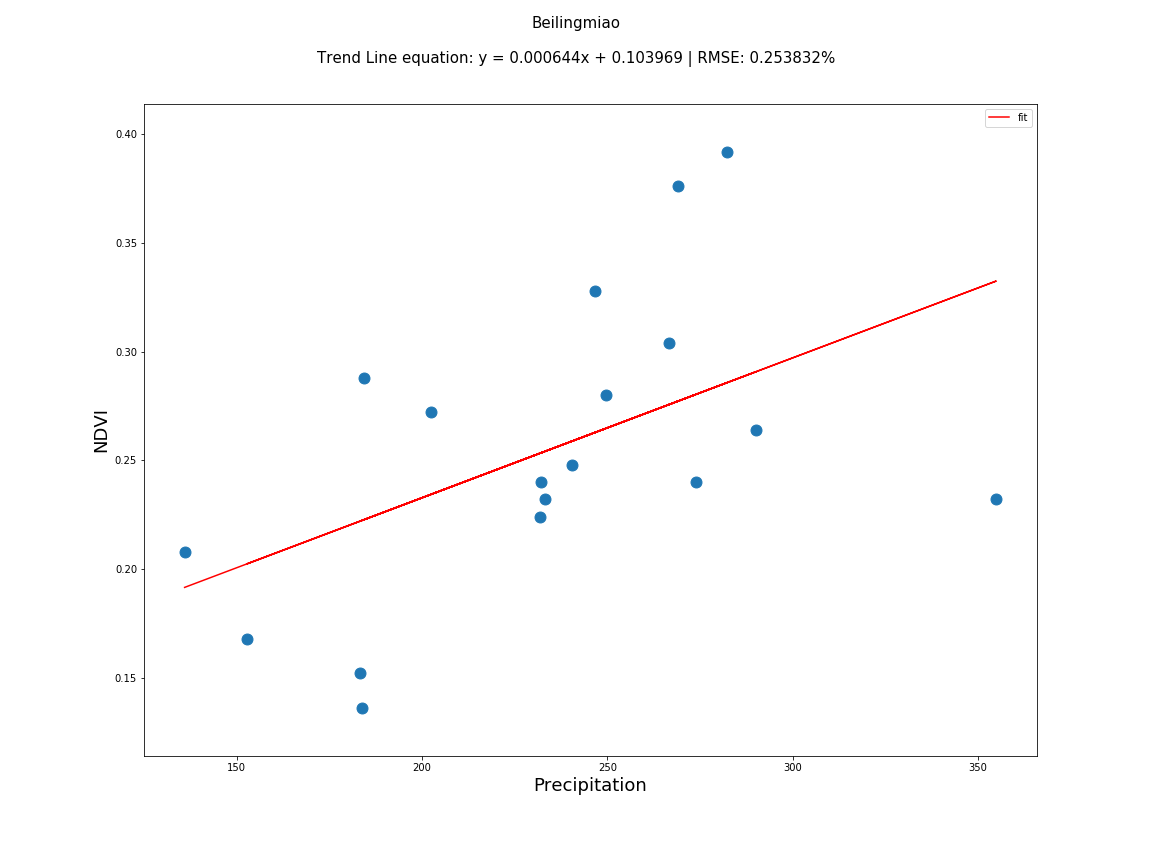 Beilingmiao
Trend Line equation: y = 0.000644x + 0.103969 | RMSE: 0.253832%
fit
0.40
0.35
0.30
0.25
0.20
0.15
NDVI
150 200 250 300 350
Precipitation